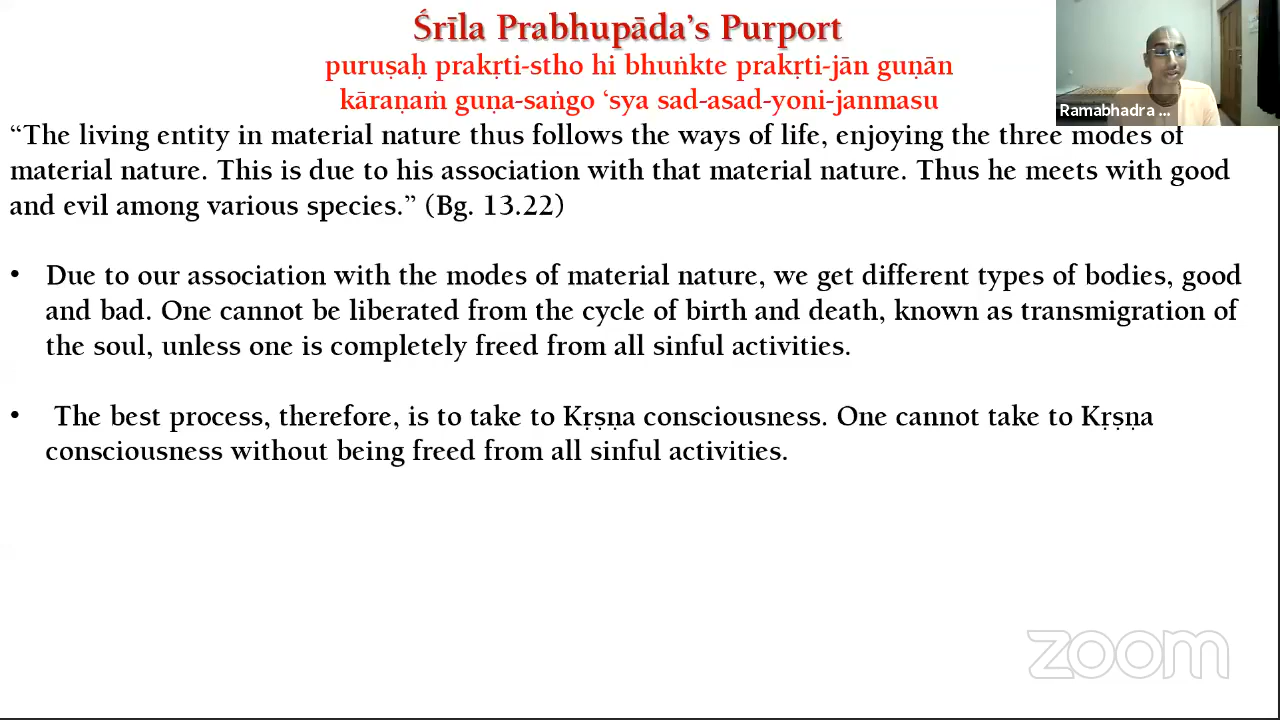 Śrīla Prabhupāda’s Purport
puruṣaḥ prakṛti-stho hi bhuṅkte prakṛti-jān guṇān
kāraṇaṁ guṇa-saṅgo ‘sya sad-asad-yoni-janmasu
Ramabhadra ...
“The living entity in material nature thus follows the ways of life, enjoying the three modes of
material nature. This is due to his association with that material nature. Thus he meets with good
and evil among various species.” (Bg. 13.22)
• Due to our association with the modes of material nature, we get different types of bodies, good
and bad. One cannot be liberated from the cycle of birth and death, known as transmigration of
the soul, unless one is completely freed from all sinful activities.
• The best process, therefore, is to take to Kṛṣṇa consciousness. One cannot take to Kṛṣṇa
consciousness without being freed from all sinful activities.
zoom